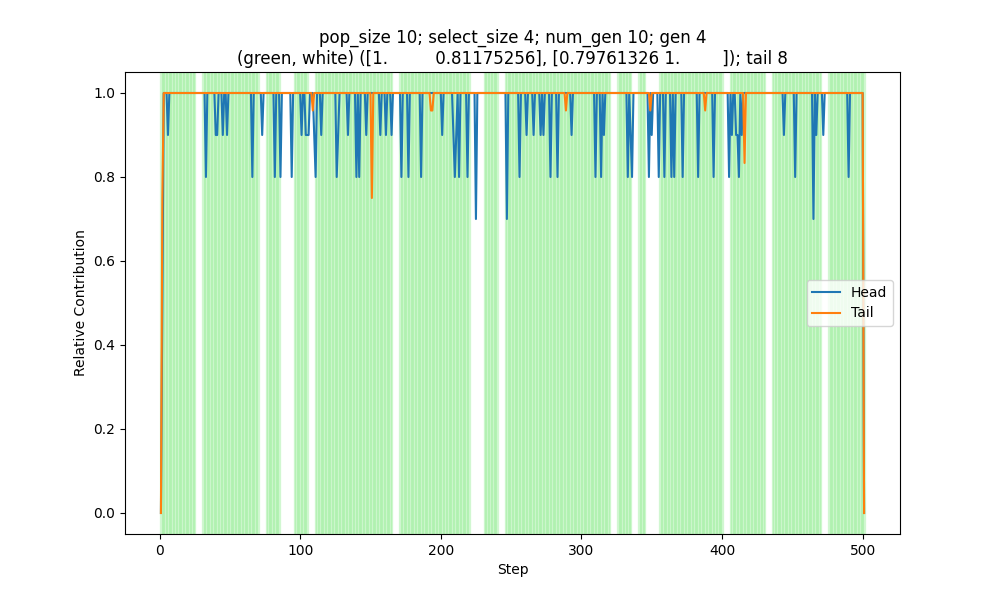 pop_size 10; select_size 4; num_gen 10; gen 4
(green, white) ([1.         0.81175256], [0.79761326 1.        ]); tail 8
1.0
0.8
0.6
0.4
0.2
0.0
Relative Contribution
Head
Tail
0
100
200
300
400
500
Step